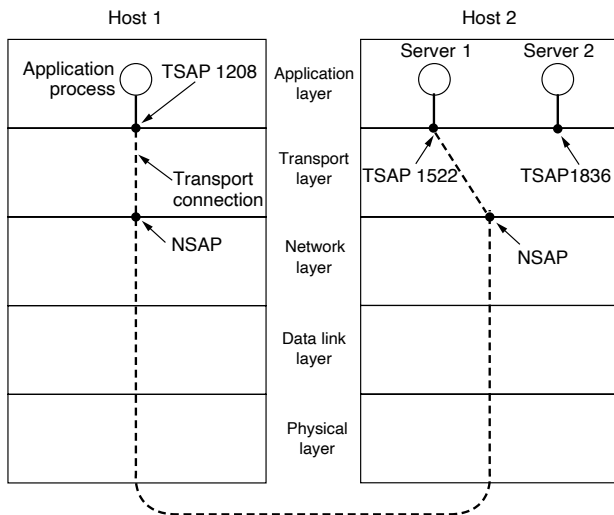 Host 1
Host 2
Server 1
Server 2
Application
process
TSAP 1208
Application
layer
TSAP 1522
TSAP1836
Transport
connection
Transport
layer
NSAP
NSAP
Network
layer
Data link
layer
Physical
layer